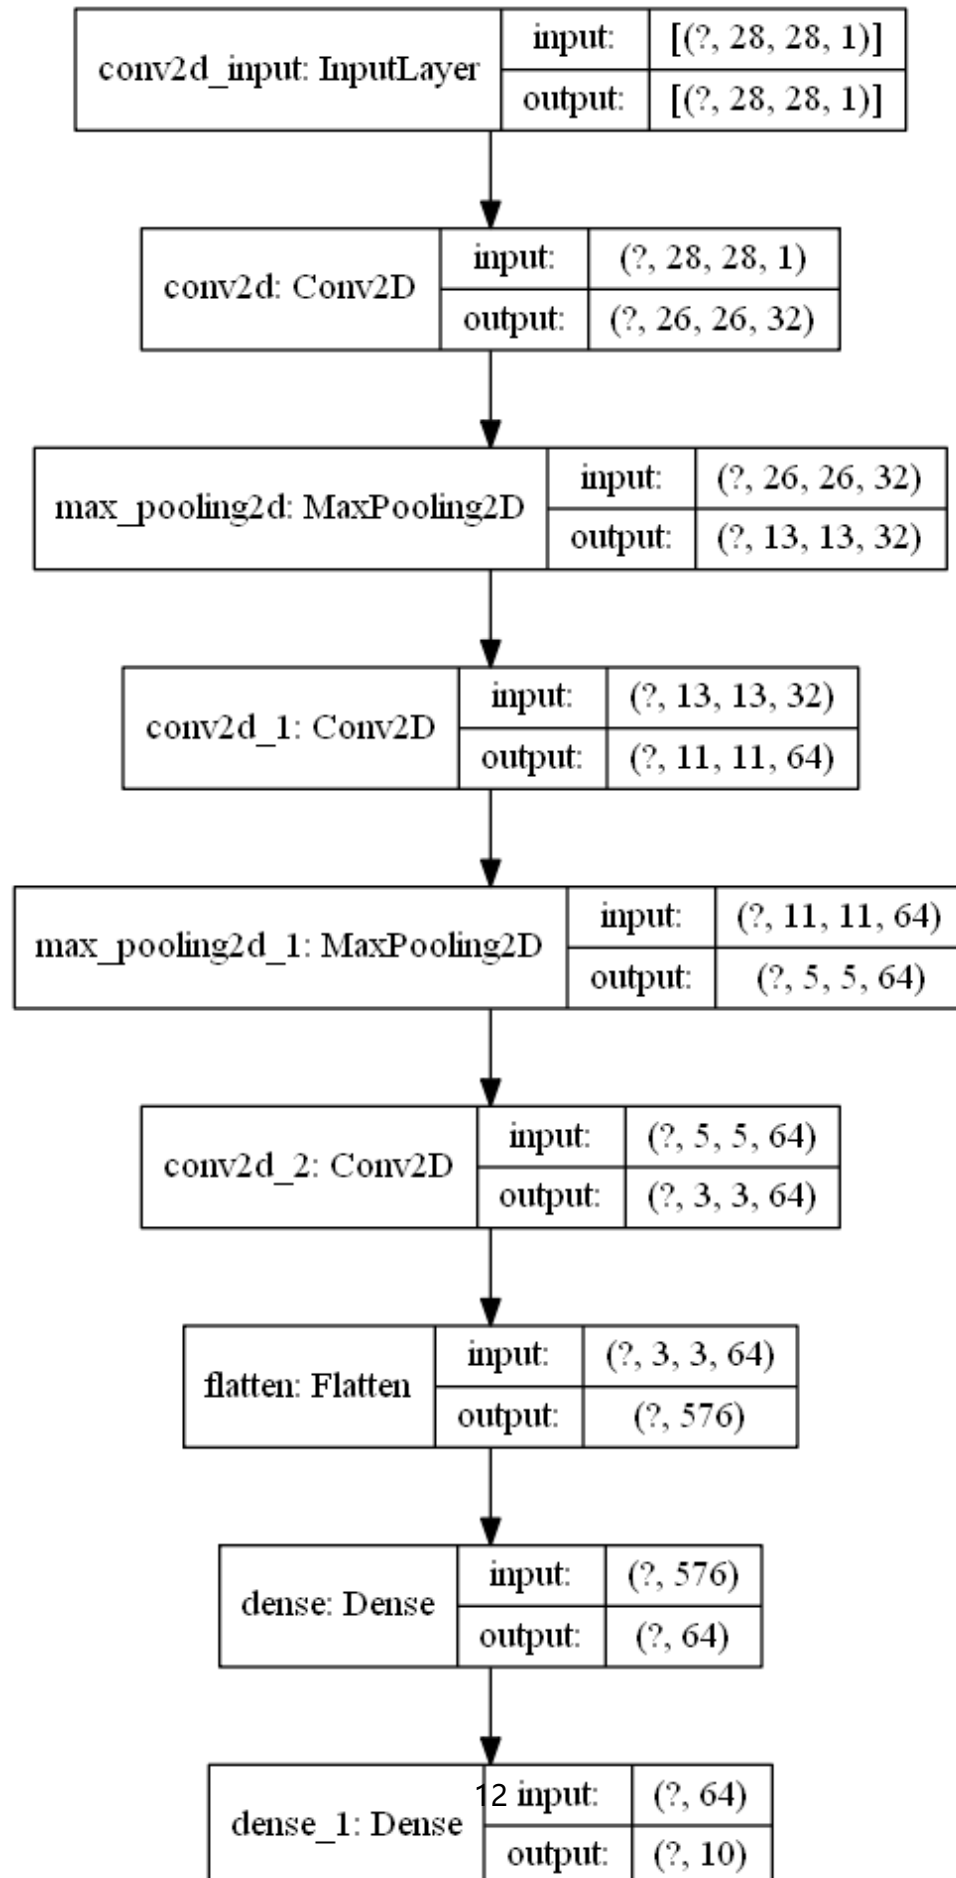 conv2d_input: InputLayer
input: [(?, 28, 28, 1)]
output: [(?, 28, 28, 1)]
conv2d: Conv2D
input: (?, 28, 28, 1)
output: (?, 26, 26, 32)
max_pooling2d: MaxPooling2D
input: (?, 26, 26, 32)
output: (?, 13, 13, 32)
conv2d_1: Conv2D
input: (?, 13, 13, 32)
output: (?, 11, 11, 64)
max_pooling2d_1: MaxPooling2D
input: (?, 11, 11, 64)
output: (?, 5, 5, 64)
conv2d_2: Conv2D
input: (?, 5, 5, 64)
output: (?, 3, 3, 64)
flatten: Flatten
input: (?, 3, 3, 64)
output: (?, 576)
dense: Dense
input: (?, 576)
output: (?, 64)
dense_1: Dense
12
input: (?, 64)
output: (?, 10)